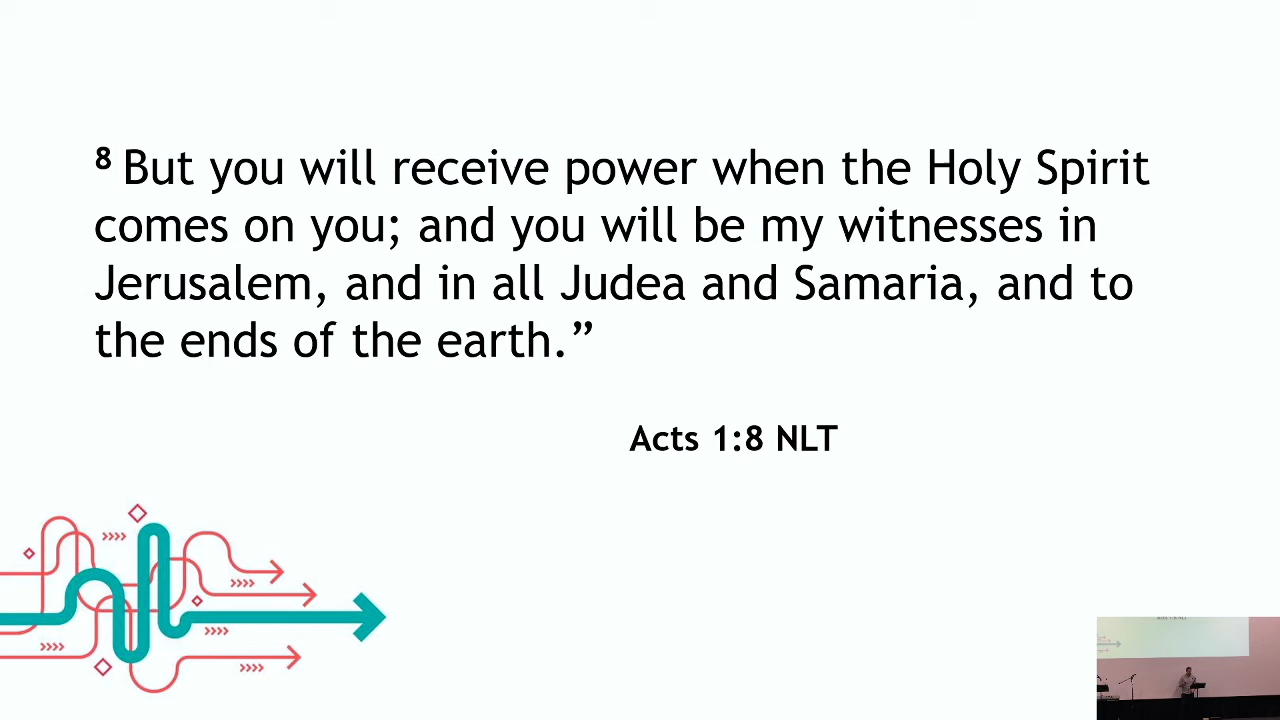 8 But you will receive power when the Holy Spirit
comes on you; and you will be my witnesses in
Jerusalem, and in all Judea and Samaria, and to
the ends of the earth.”
Acts 1:8 NLT